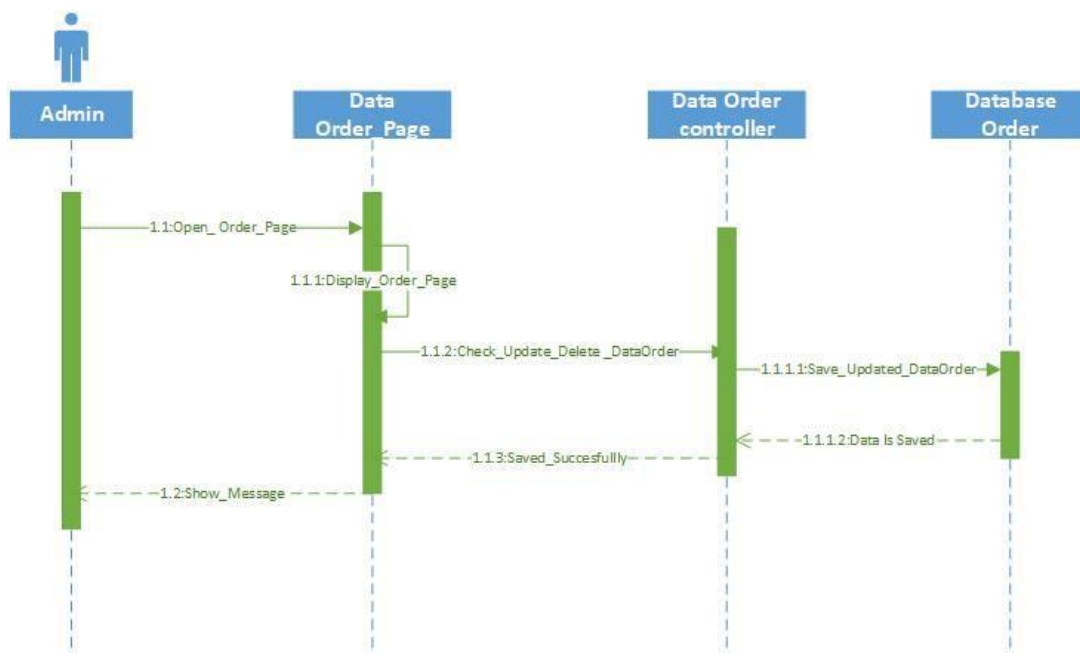 Admin
Data
Order_Page
Data Order
controller
Database
Order
1.1:Open_ Order_Page
1.1.1:Display_Order_Page
1.1.2:Check_Update_Delete _DataOrder
1.1.1.1:Save_Updated_DataOrder
1.1.1.2:Data Is Saved
1.1.3:Saved_Succesfullly
1.2:Show_Message